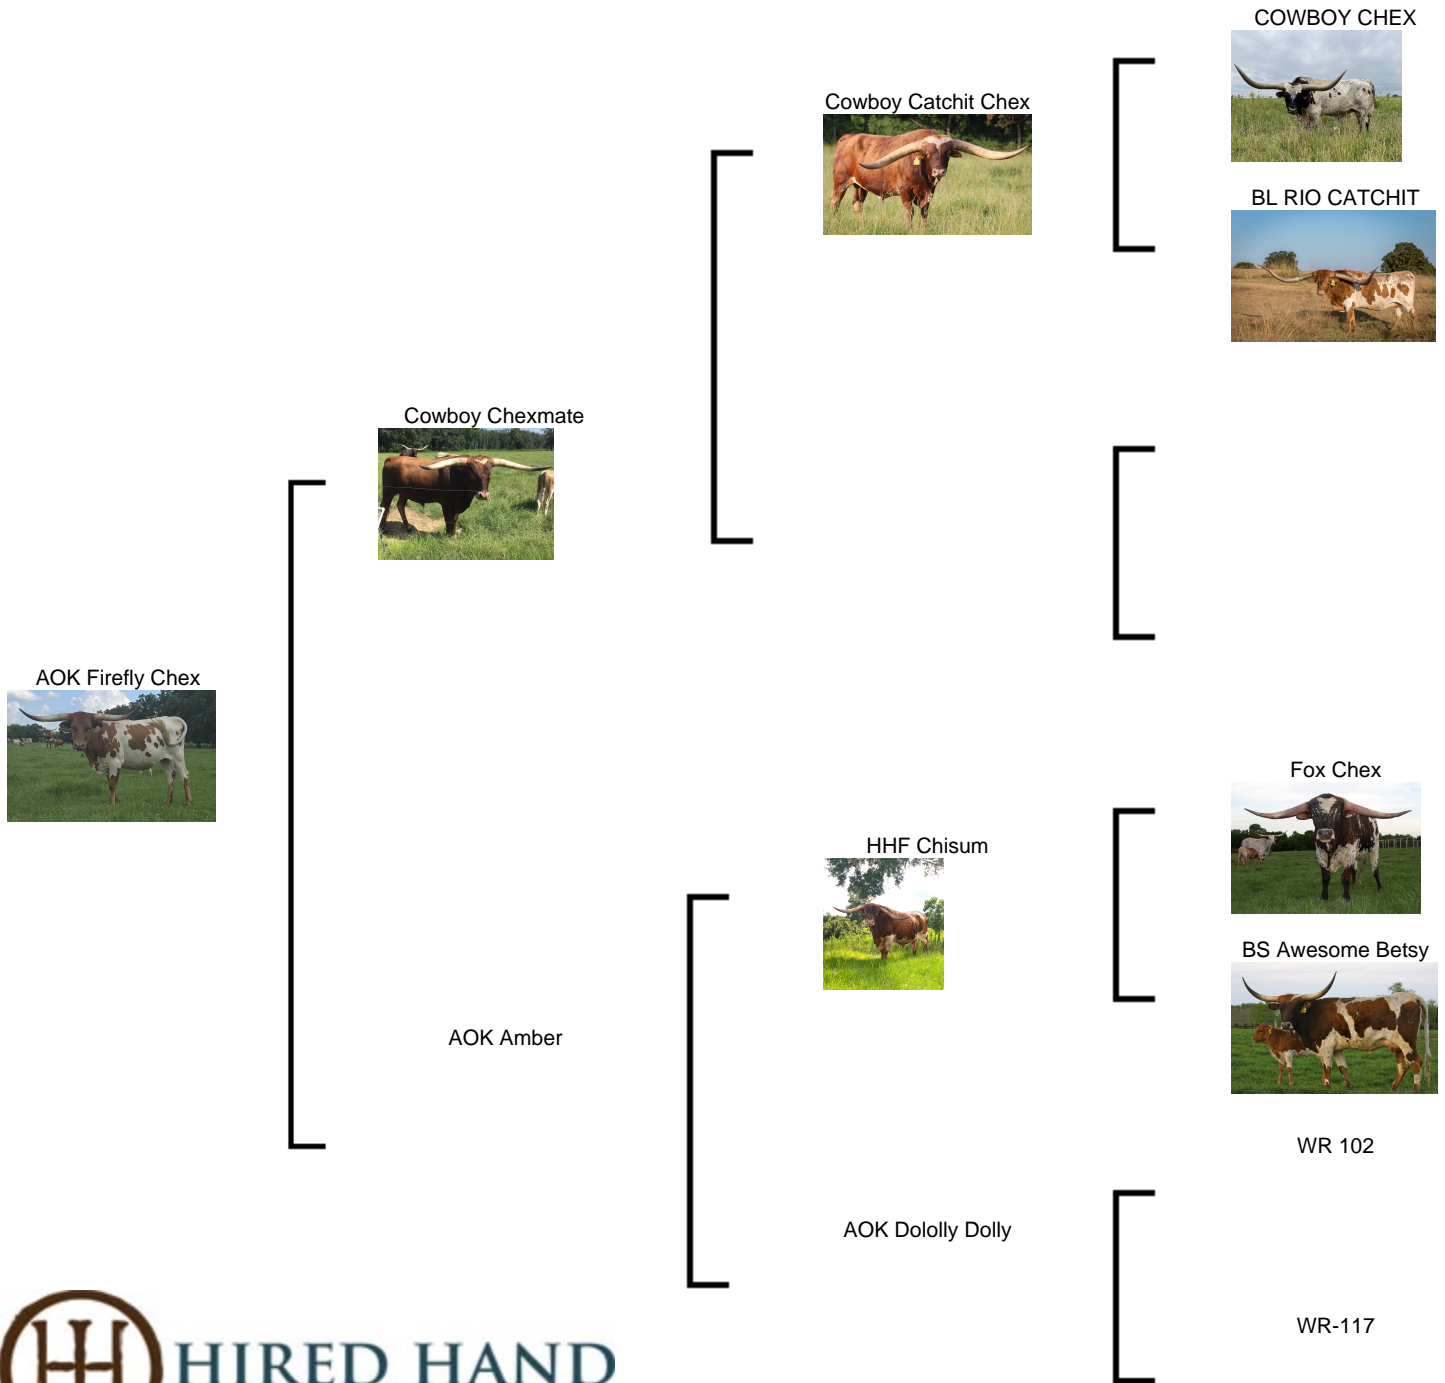 COWBOY CHEX
Cowboy Catchit Chex
BL RIO CATCHIT
Cowboy Chexmate
AOK Firefly Chex
Fox Chex
HHF Chisum
BS Awesome Betsy
AOK Amber
WR 102
AOK Dololly Dolly
WR-117
HIRED HAND